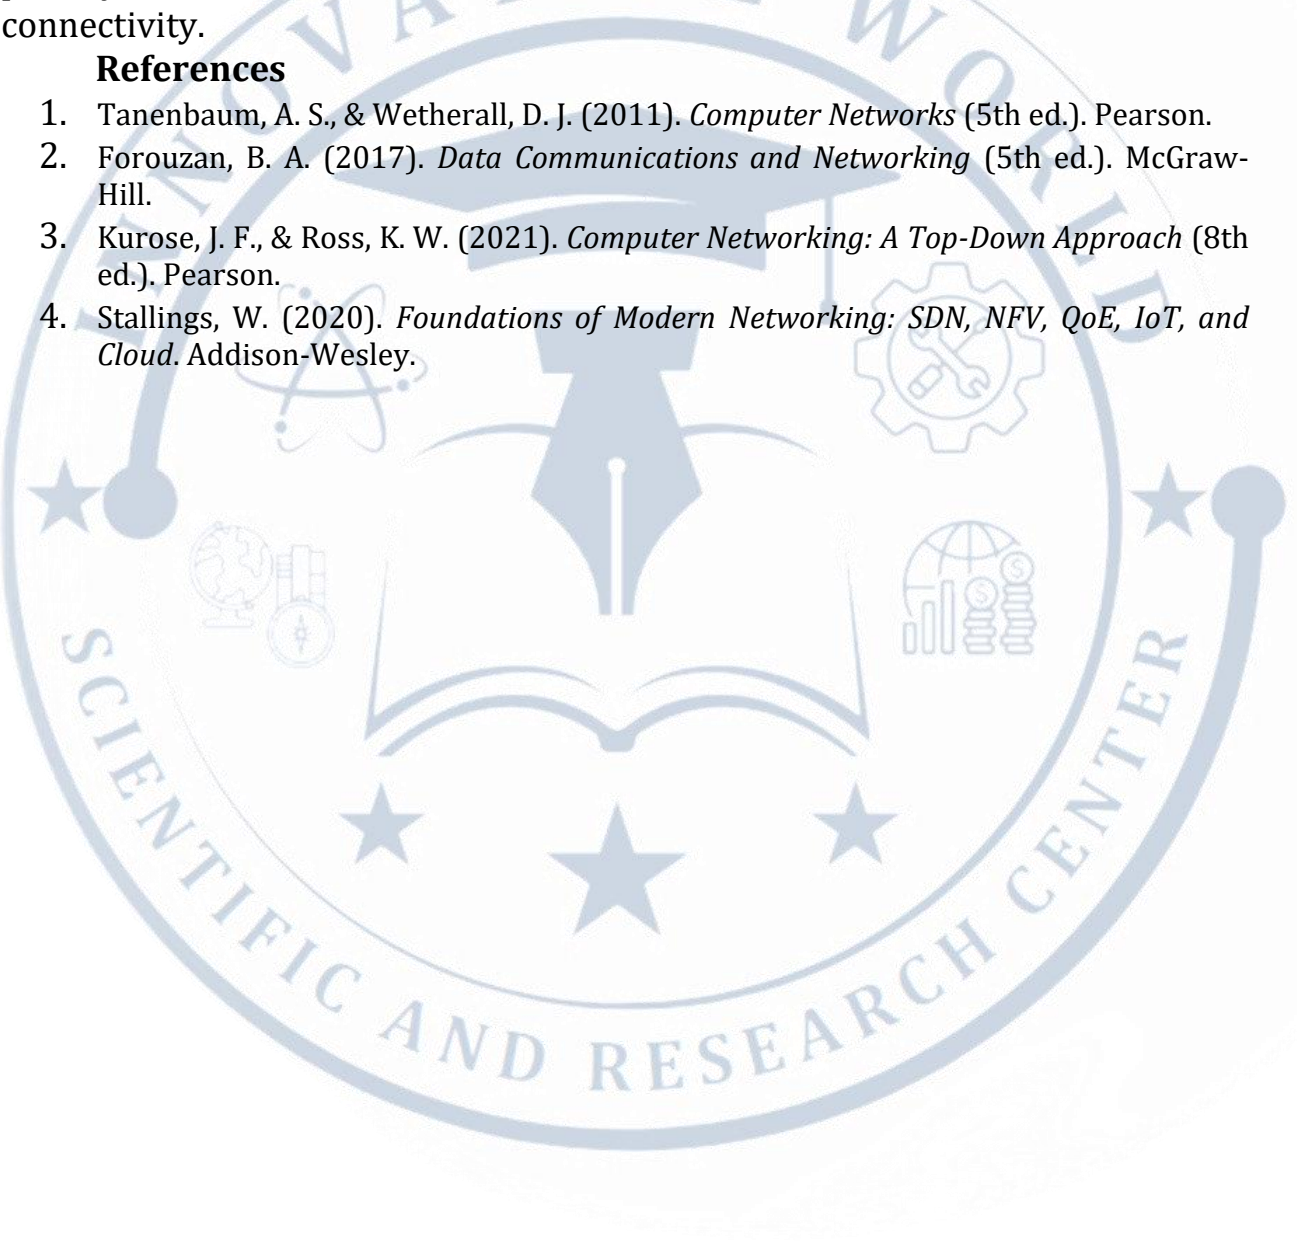 connectivity.
References
1. Tanenbaum, A. S., & Wetherall, D. J. (2011). Computer Networks (5th ed.). Pearson.
2. Forouzan, B. A. (2017). Data Communications and Networking (5th ed.). McGraw-
Hill.
3. Kurose, J. F., & Ross, K. W. (2021). Computer Networking: A Top-Down Approach (8th
ed.). Pearson.
4. Stallings, W. (2020). Foundations of Modern Networking: SDN, NFV, QoE, IoT, and
Cloud. Addison-Wesley.
WORLD
SCIENTIFIC AND RESEARCH CENTER